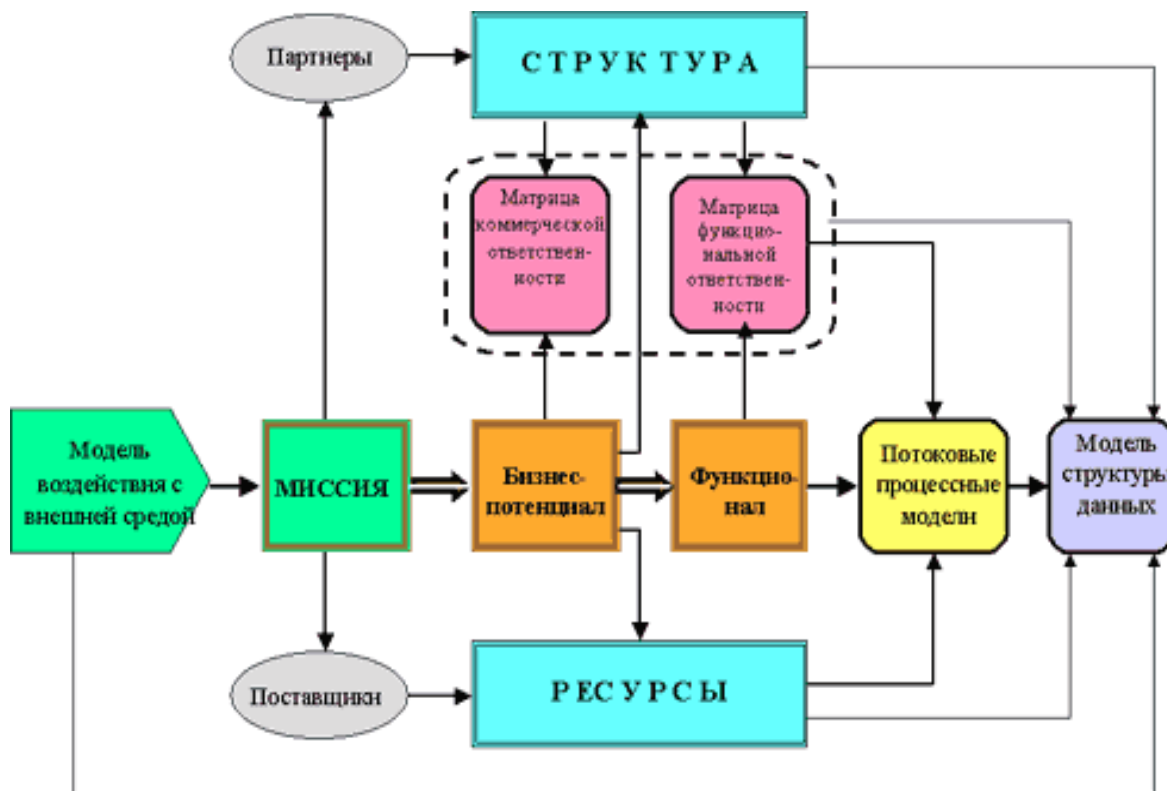 Партнеры
СТРУКТУРА
Матрица
коммерческой
ответствен-
ности
Матрица
функцио-
нальной
ответствен-
ности
Модель
воздействия с
внешней средой
МИССИЯ
Бизнес-
потенциал
Функцио-
нал
Потоковые
процессные
модели
Модель
структуры
данных
Поставщики
РЕСУРСЫ